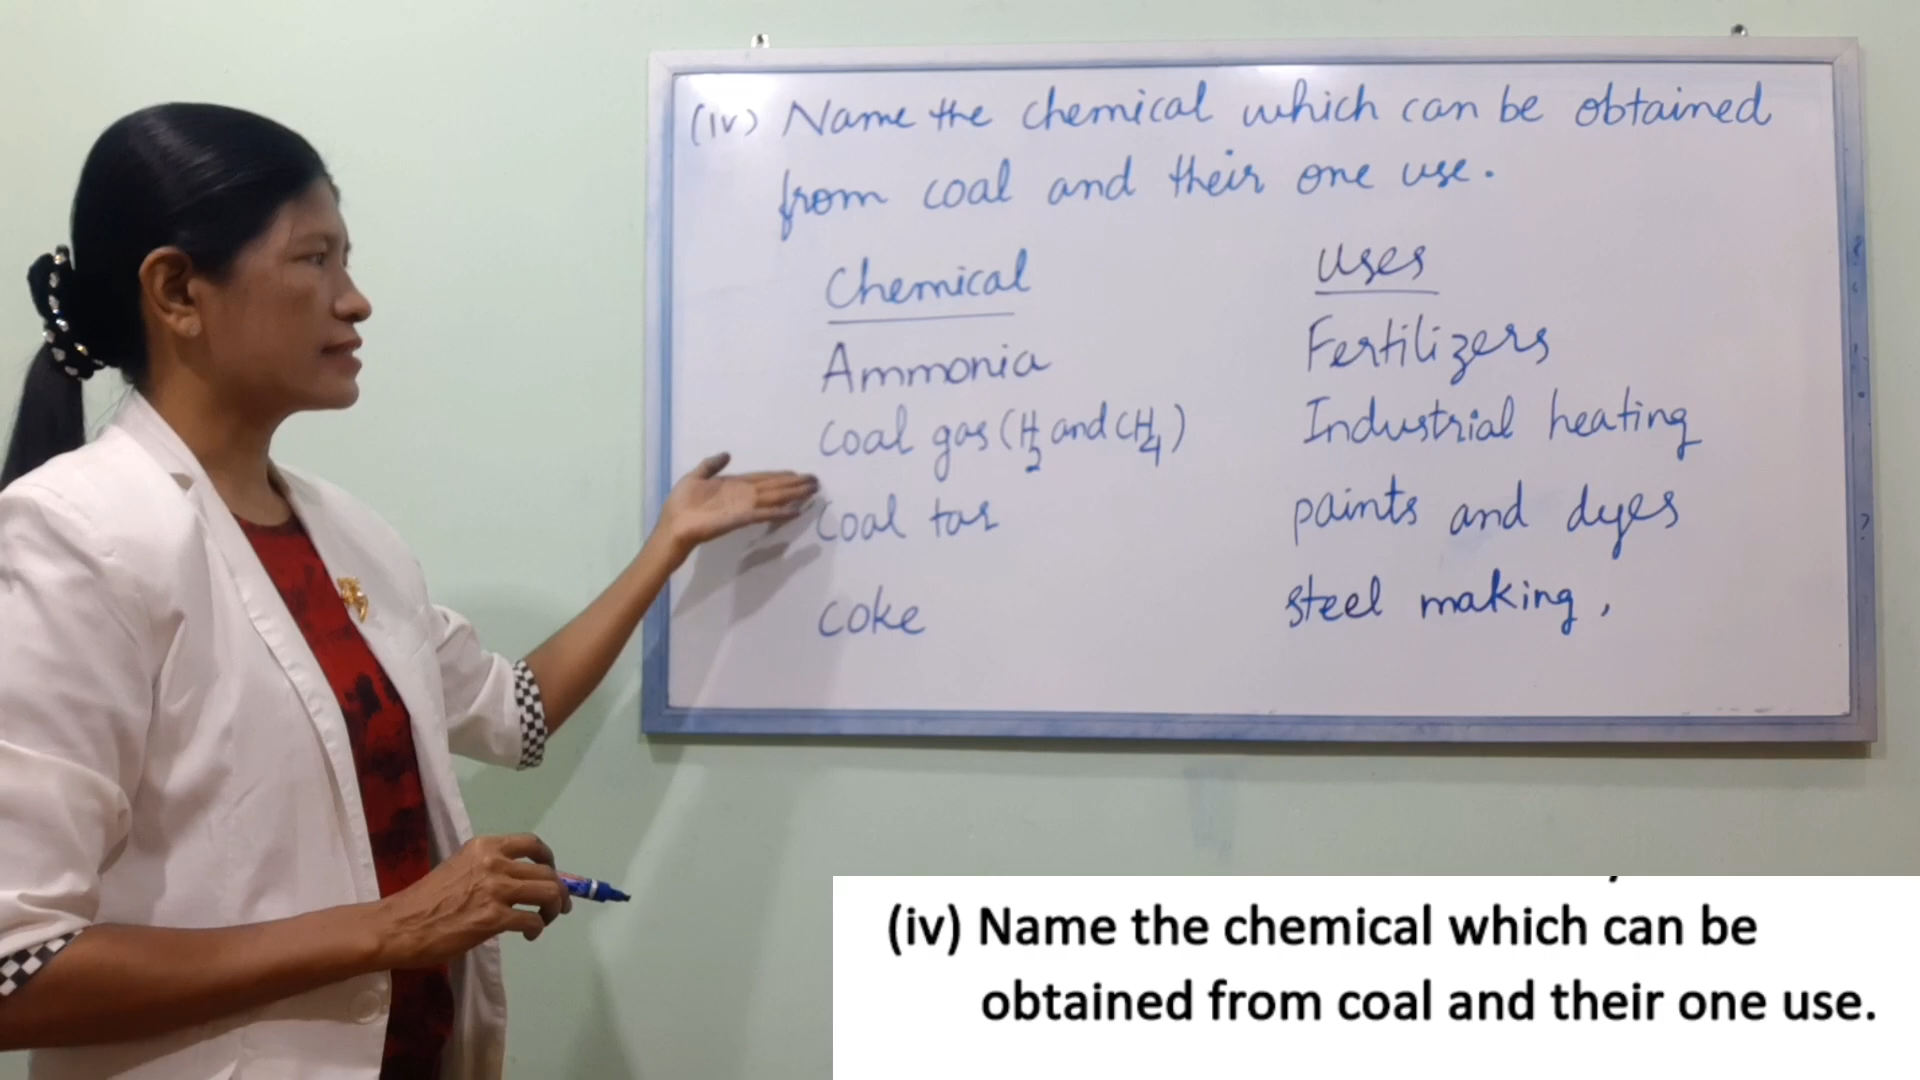 (iv) Name the chemical which can be obtained
from coal and their one use.
Chemical Uses
Ammonia Fertilizers
Coal gas (H2 and CH4) Industrial heating
Coal tar paints and dyes
Coke steel making,
(iv) Name the chemical which can be
obtained from coal and their one use.